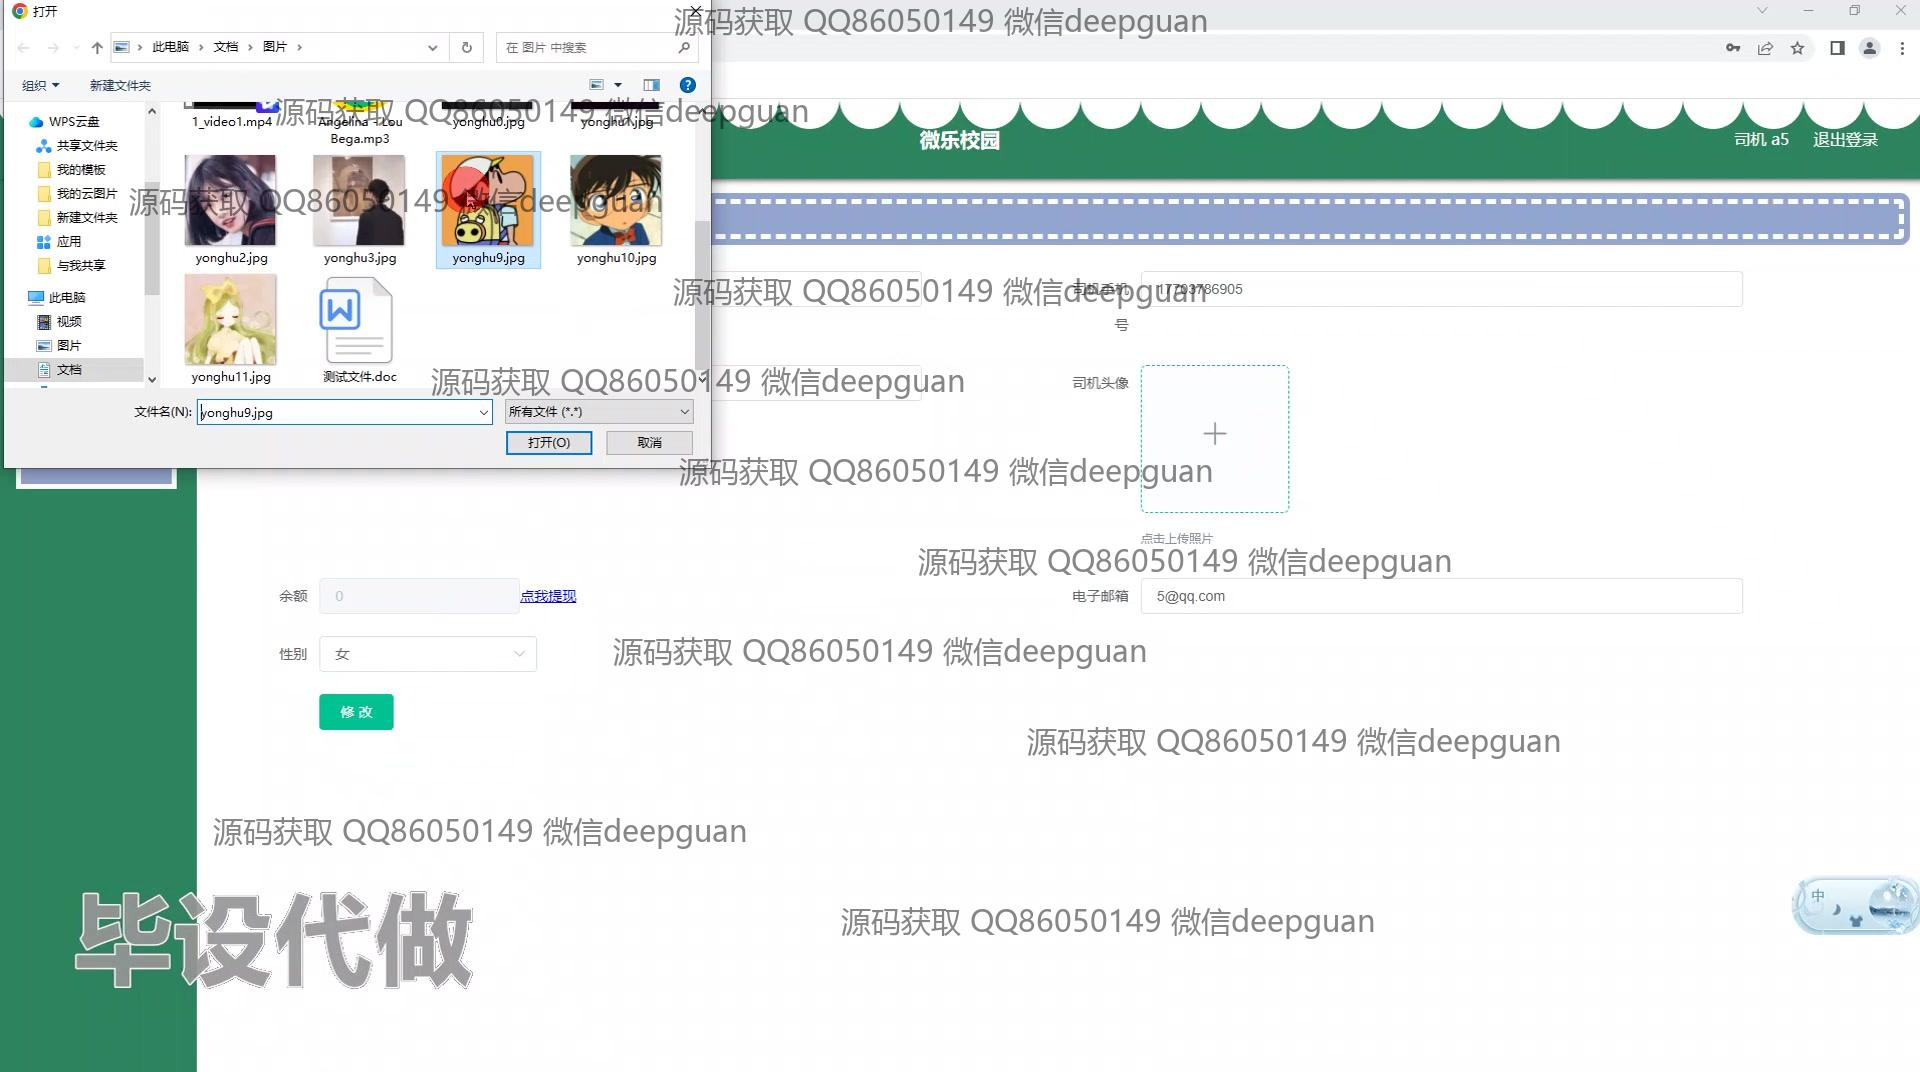 打开
源码获取 QQ86050149 微信deepguan
此电脑 文档 图片
在 图片 中搜索
组织 新建文件夹
1_video1.mp4
Angelina - Lou Bega.mp3
yonghu0.jpg
yonghu1.jpg
源码获取 QQ86050149 微信deepguan
WPS云盘
共享文件夹
我的模板
我的云图片
新建文件夹
应用
与我共享
此电脑
视频
图片
文档
微乐校园
司机 a5 退出登录
源码获取 QQ86050149 微信deepguan
yonghu2.jpg
yonghu3.jpg
yonghu9.jpg
yonghu10.jpg
源码获取 QQ86050149 微信deepguan
司机手机号
17703786905
yonghu11.jpg
测试文件.doc
源码获取 QQ86050149 微信deepguan
司机头像
文件名(N): yonghu9.jpg
所有文件 (*.*)
打开(O) 取消
源码获取 QQ86050149 微信deepguan
点击上传照片
源码获取 QQ86050149 微信deepguan
余额 0 点我提现
电子邮箱 5@qq.com
性别 女
源码获取 QQ86050149 微信deepguan
修改
源码获取 QQ86050149 微信deepguan
源码获取 QQ86050149 微信deepguan
中
源码获取 QQ86050149 微信deepguan
毕设代做